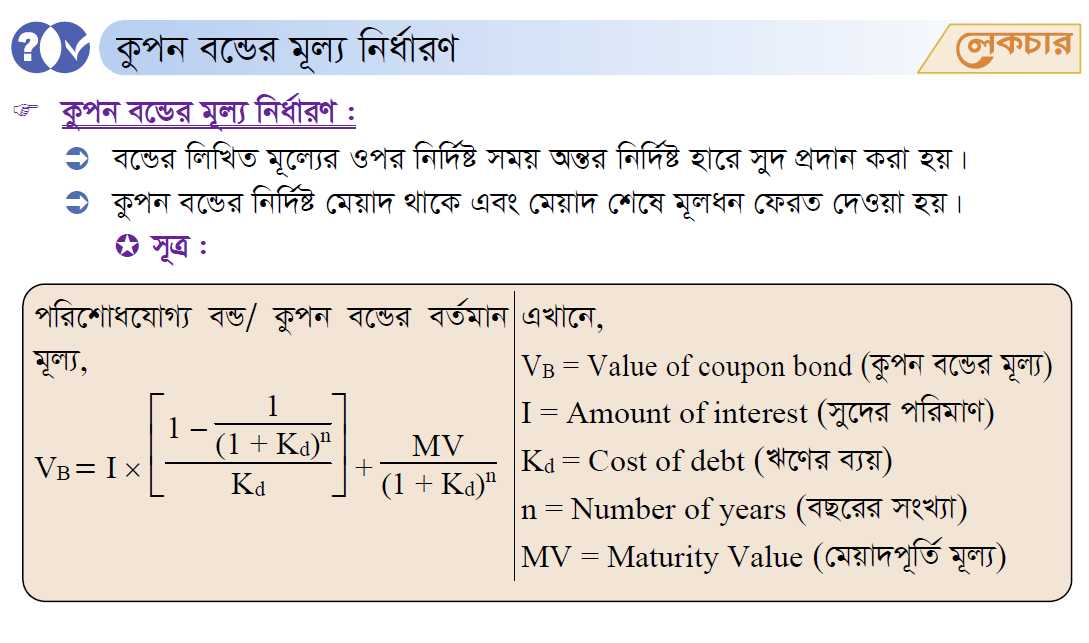 কুপন বন্ডের মূল্য নির্ধারণ
লেকচার
কুপন বন্ডের মূল্য নির্ধারণ :
বন্ডের লিখিত মূল্যের ওপর নির্দিষ্ট সময় অন্তর নির্দিষ্ট হারে সুদ প্রদান করা হয়।
কুপন বন্ডের নির্দিষ্ট মেয়াদ থাকে এবং মেয়াদ শেষে মূলধন ফেরত দেওয়া হয়।
সূত্র :
পরিশোধযোগ্য বন্ড/ কুপন বন্ডের বর্তমান
মূল্য,
V_B = I × [(1 − 1/(1 + K_d)^n)/K_d] + MV/(1 + K_d)^n
এখানে,
V_B = Value of coupon bond (কুপন বন্ডের মূল্য)
I = Amount of interest (সুদের পরিমাণ)
K_d = Cost of debt (ঋণের ব্যয়)
n = Number of years (বছরের সংখ্যা)
MV = Maturity Value (মেয়াদপূর্তি মূল্য)